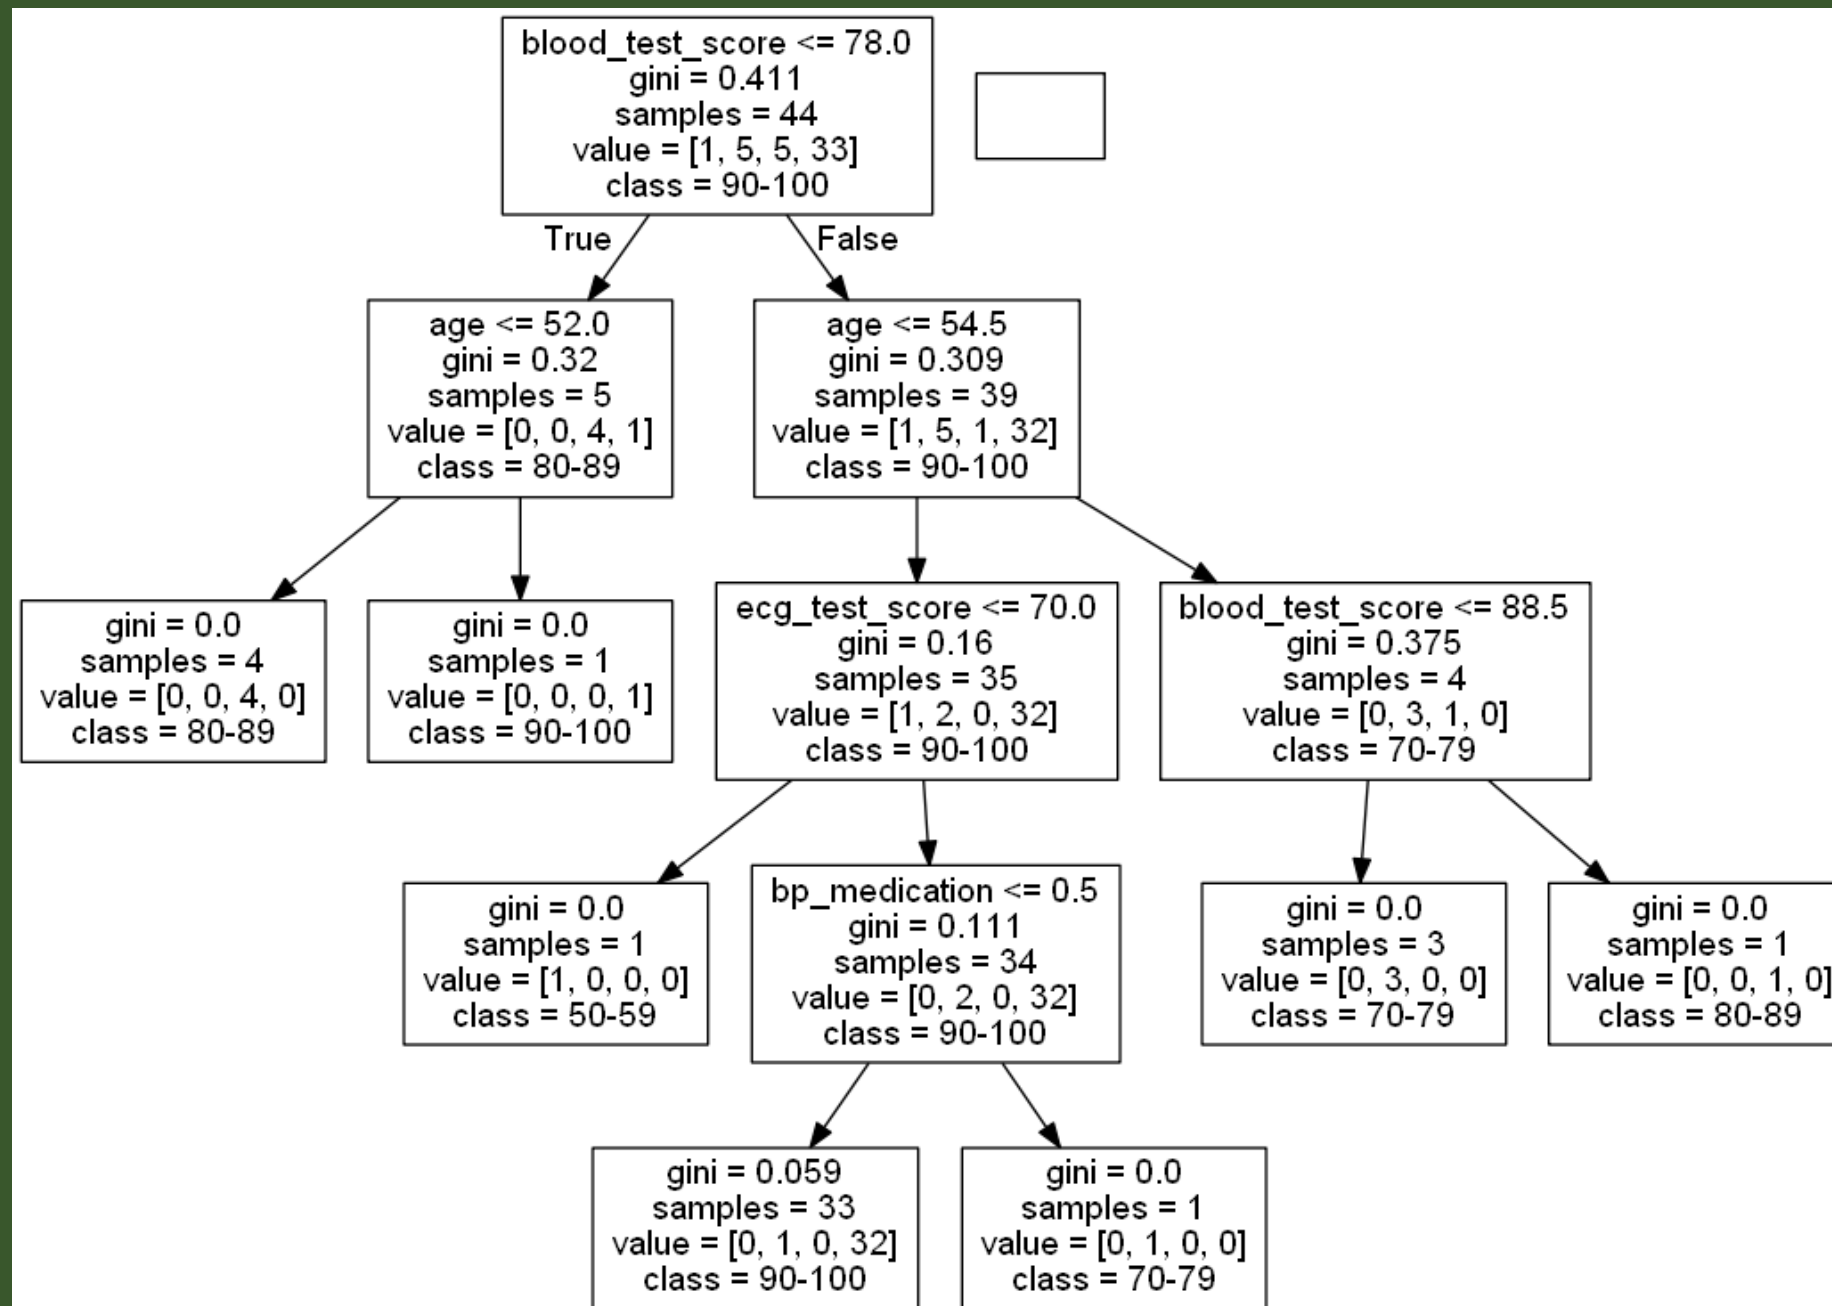 blood_test_score <= 78.0
gini = 0.411
samples = 44
value = [1, 5, 5, 33]
class = 90-100
True
False
age <= 52.0
gini = 0.32
samples = 5
value = [0, 0, 4, 1]
class = 80-89
age <= 54.5
gini = 0.309
samples = 39
value = [1, 5, 1, 32]
class = 90-100
gini = 0.0
samples = 4
value = [0, 0, 4, 0]
class = 80-89
gini = 0.0
samples = 1
value = [0, 0, 0, 1]
class = 90-100
ecg_test_score <= 70.0
gini = 0.16
samples = 35
value = [1, 2, 0, 32]
class = 90-100
blood_test_score <= 88.5
gini = 0.375
samples = 4
value = [0, 3, 1, 0]
class = 70-79
gini = 0.0
samples = 1
value = [1, 0, 0, 0]
class = 50-59
bp_medication <= 0.5
gini = 0.111
samples = 34
value = [0, 2, 0, 32]
class = 90-100
gini = 0.0
samples = 3
value = [0, 3, 0, 0]
class = 70-79
gini = 0.0
samples = 1
value = [0, 0, 1, 0]
class = 80-89
gini = 0.059
samples = 33
value = [0, 1, 0, 32]
class = 90-100
gini = 0.0
samples = 1
value = [0, 1, 0, 0]
class = 70-79